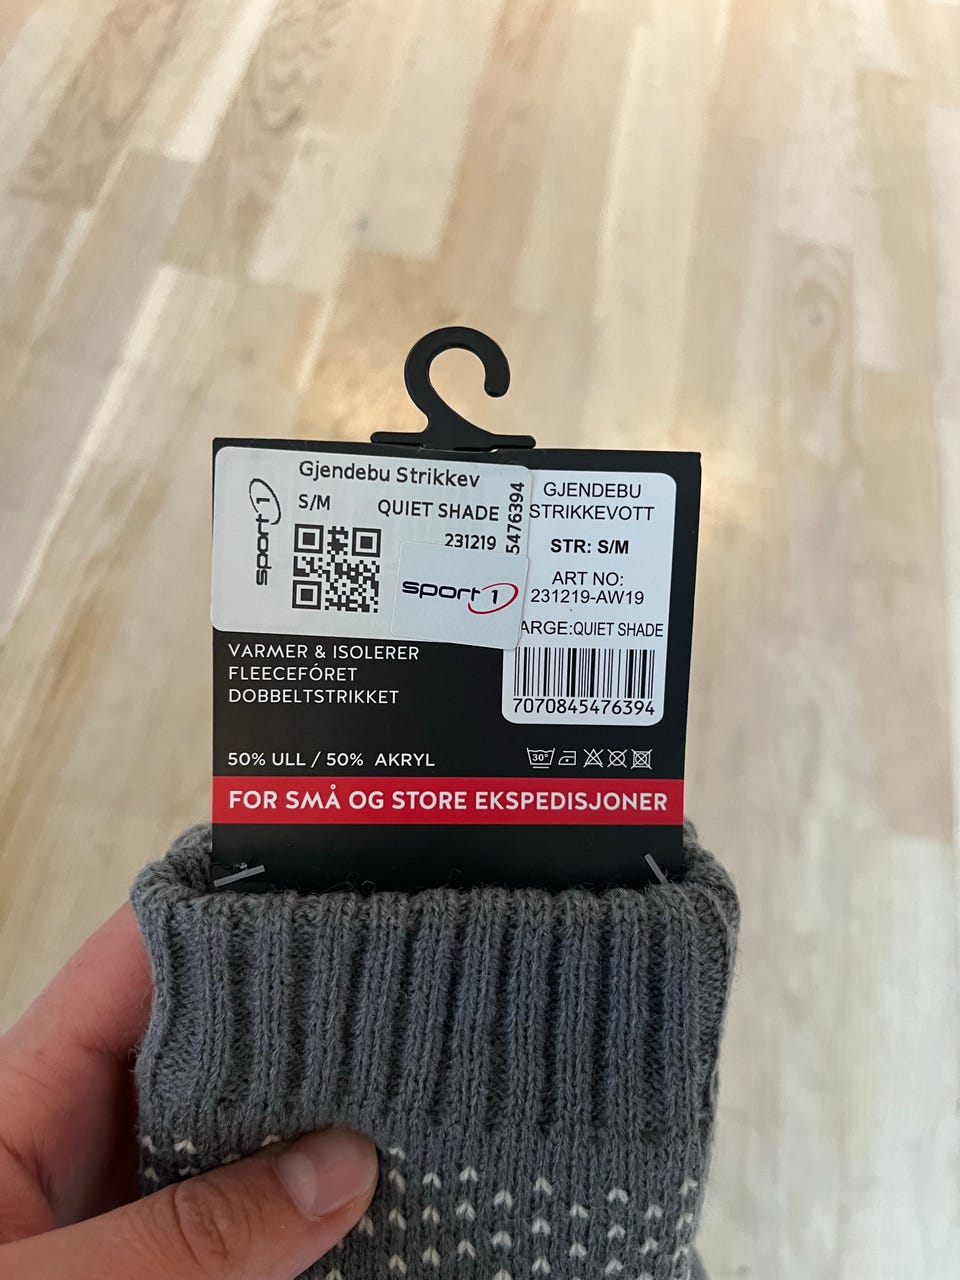 Gjendebu Strikkev
S/M
QUIET SHADE
231219
5476394
sport 1
sport 1
GJENDEBU
STRIKKEVOTT
STR: S/M
ART NO:
231219-AW19
ARGE:QUIET SHADE
7070845476394
VARMER & ISOLERER
FLEECEFÓRET
DOBBELTSTRIKKET
50% ULL / 50% AKRYL
30°
FOR SMÅ OG STORE EKSPEDISJONER